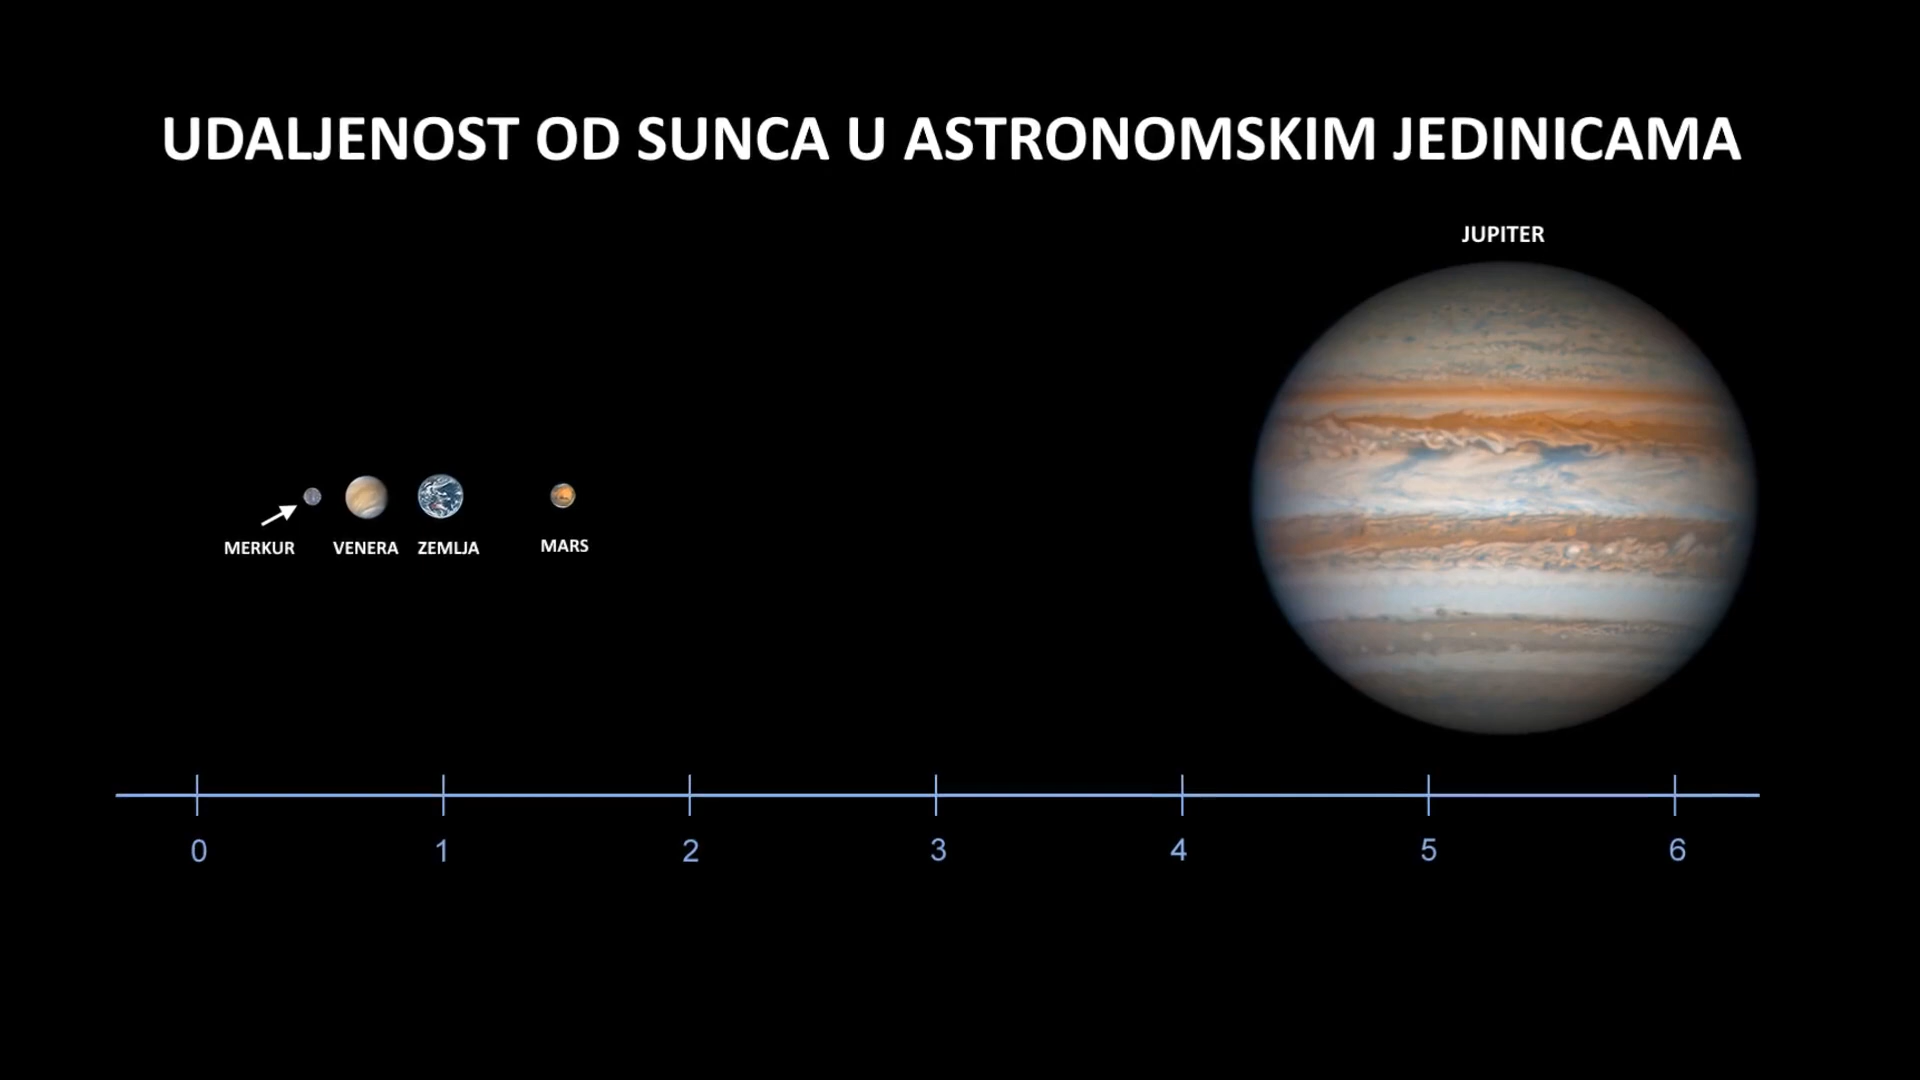 UDALJENOST OD SUNCA U ASTRONOMSKIM JEDINICAMA
JUPITER
MERKUR VENERA ZEMLJA MARS
0 1 2 3 4 5 6